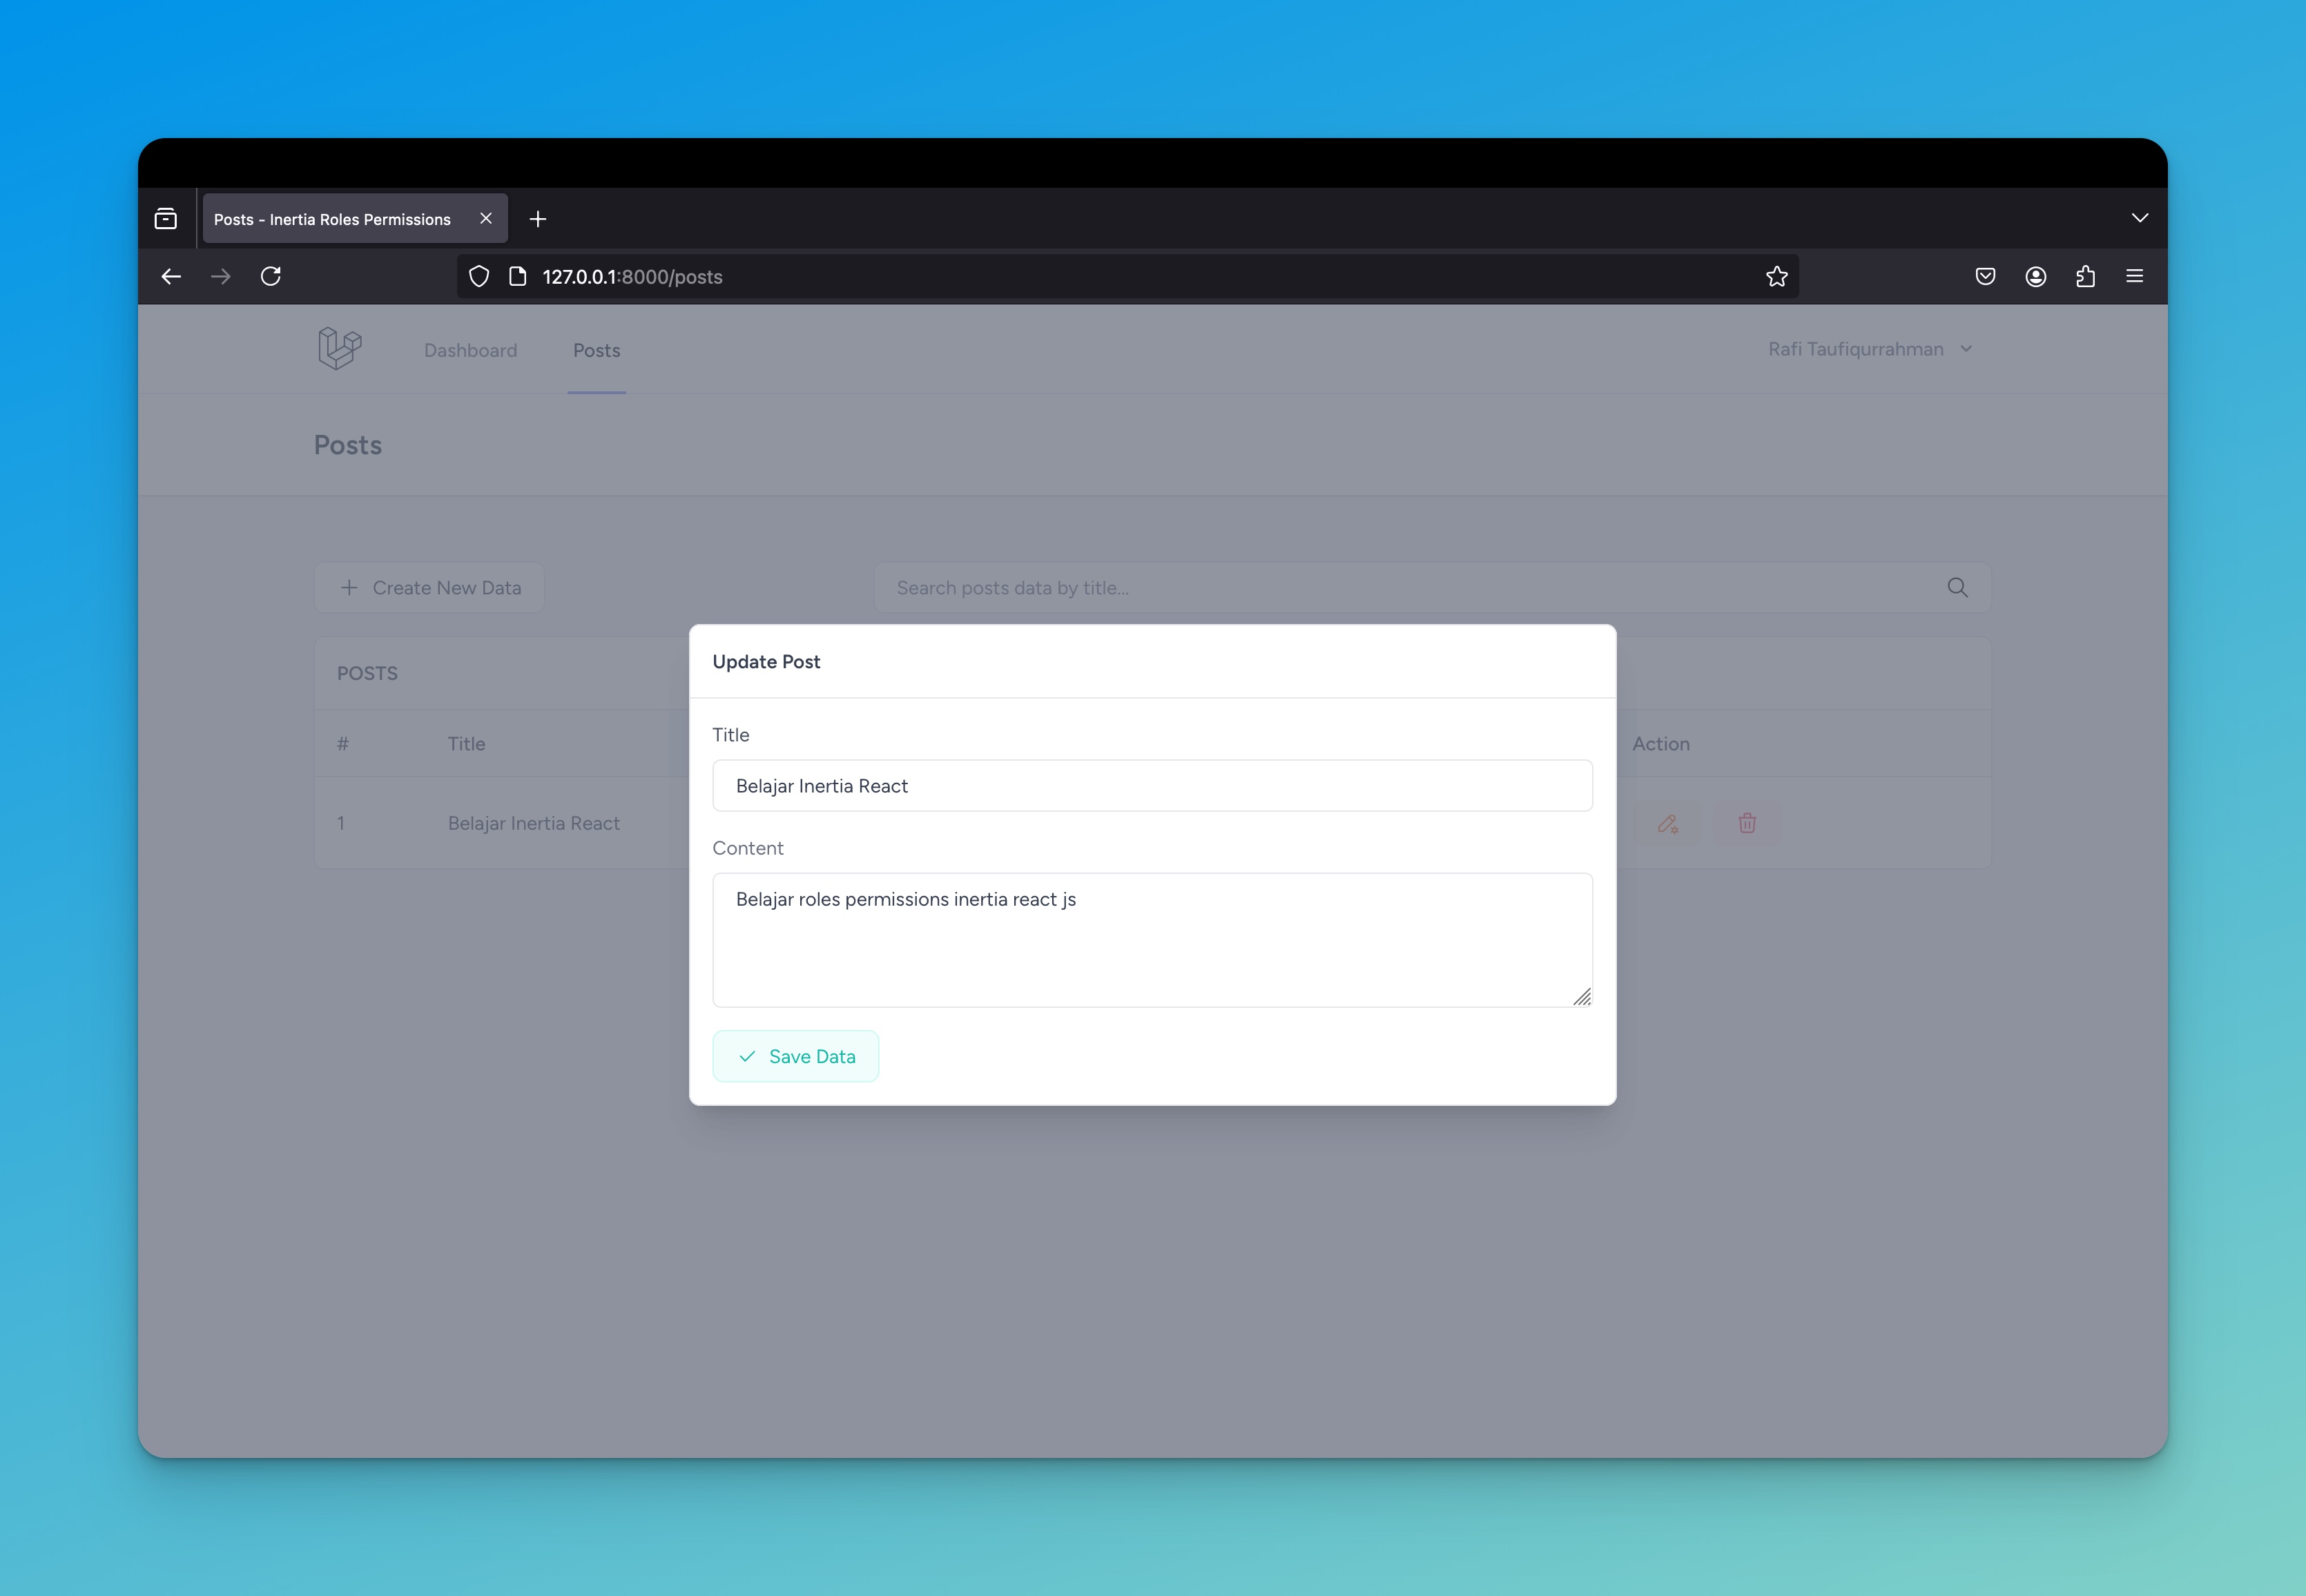 Posts - Inertia Roles Permissions
127.0.0.1:8000/posts
Dashboard
Posts
Rafi Taufiqurrahman
Posts
Create New Data
Search posts data by title...
POSTS
# Title Action
1 Belajar Inertia React
Update Post
Title
Belajar Inertia React
Content
Belajar roles permissions inertia react js
Save Data